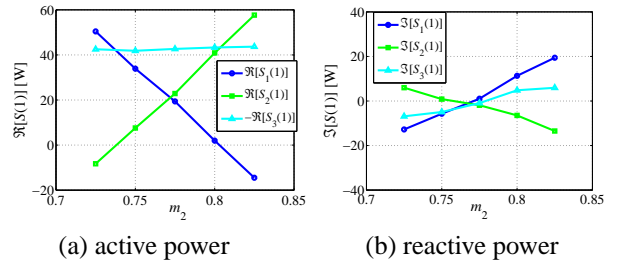 60
40
20
0
−20
0.7
0.75
0.8
0.85
m2
ℜ[S(1)] [W]
ℜ[S1(1)]
ℜ[S2(1)]
−ℜ[S3(1)]
(a) active power
40
20
0
−20
−40
0.7
0.75
0.8
0.85
m2
ℑ[S(1)] [W]
ℑ[S1(1)]
ℑ[S2(1)]
ℑ[S3(1)]
(b) reactive power